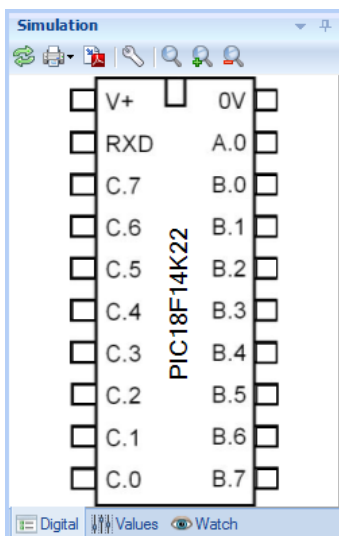 Simulation
V+ 0V
RXD A.0
C.7 B.0
C.6 B.1
C.5 B.2
C.4 B.3
C.3 B.4
C.2 B.5
C.1 B.6
C.0 B.7
PIC18F14K22
Digital Values Watch